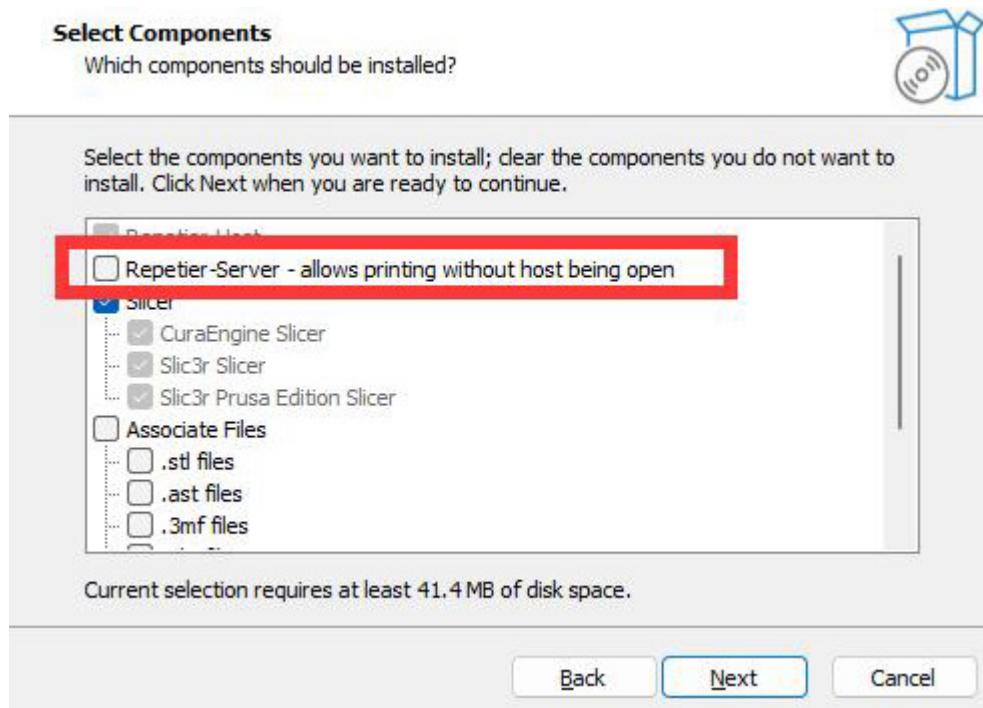 Select Components
Which components should be installed?
Select the components you want to install; clear the components you do not want to
install. Click Next when you are ready to continue.
Repetier-Host
Repetier-Server - allows printing without host being open
Slicer
CuraEngine Slicer
Slic3r Slicer
Slic3r Prusa Edition Slicer
Associate Files
.stl files
.ast files
.3mf files
Current selection requires at least 41.4 MB of disk space.
Back
Next
Cancel